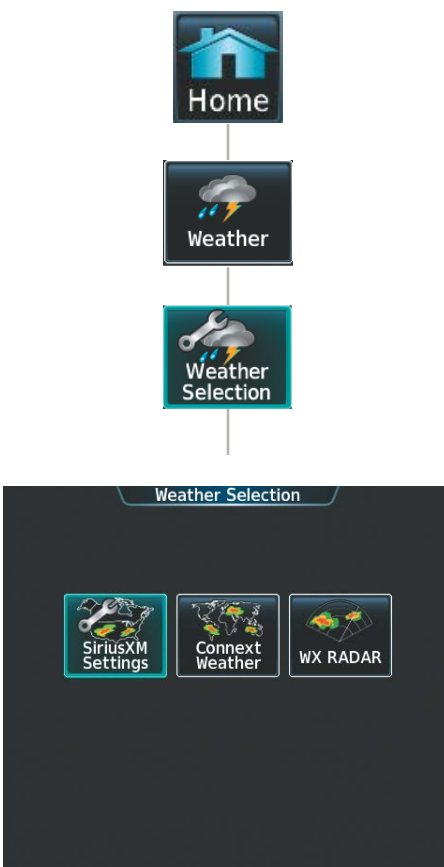 Home
Weather
Weather
Selection
Weather Selection
SiriusXM
Settings
Connext
Weather
WX RADAR